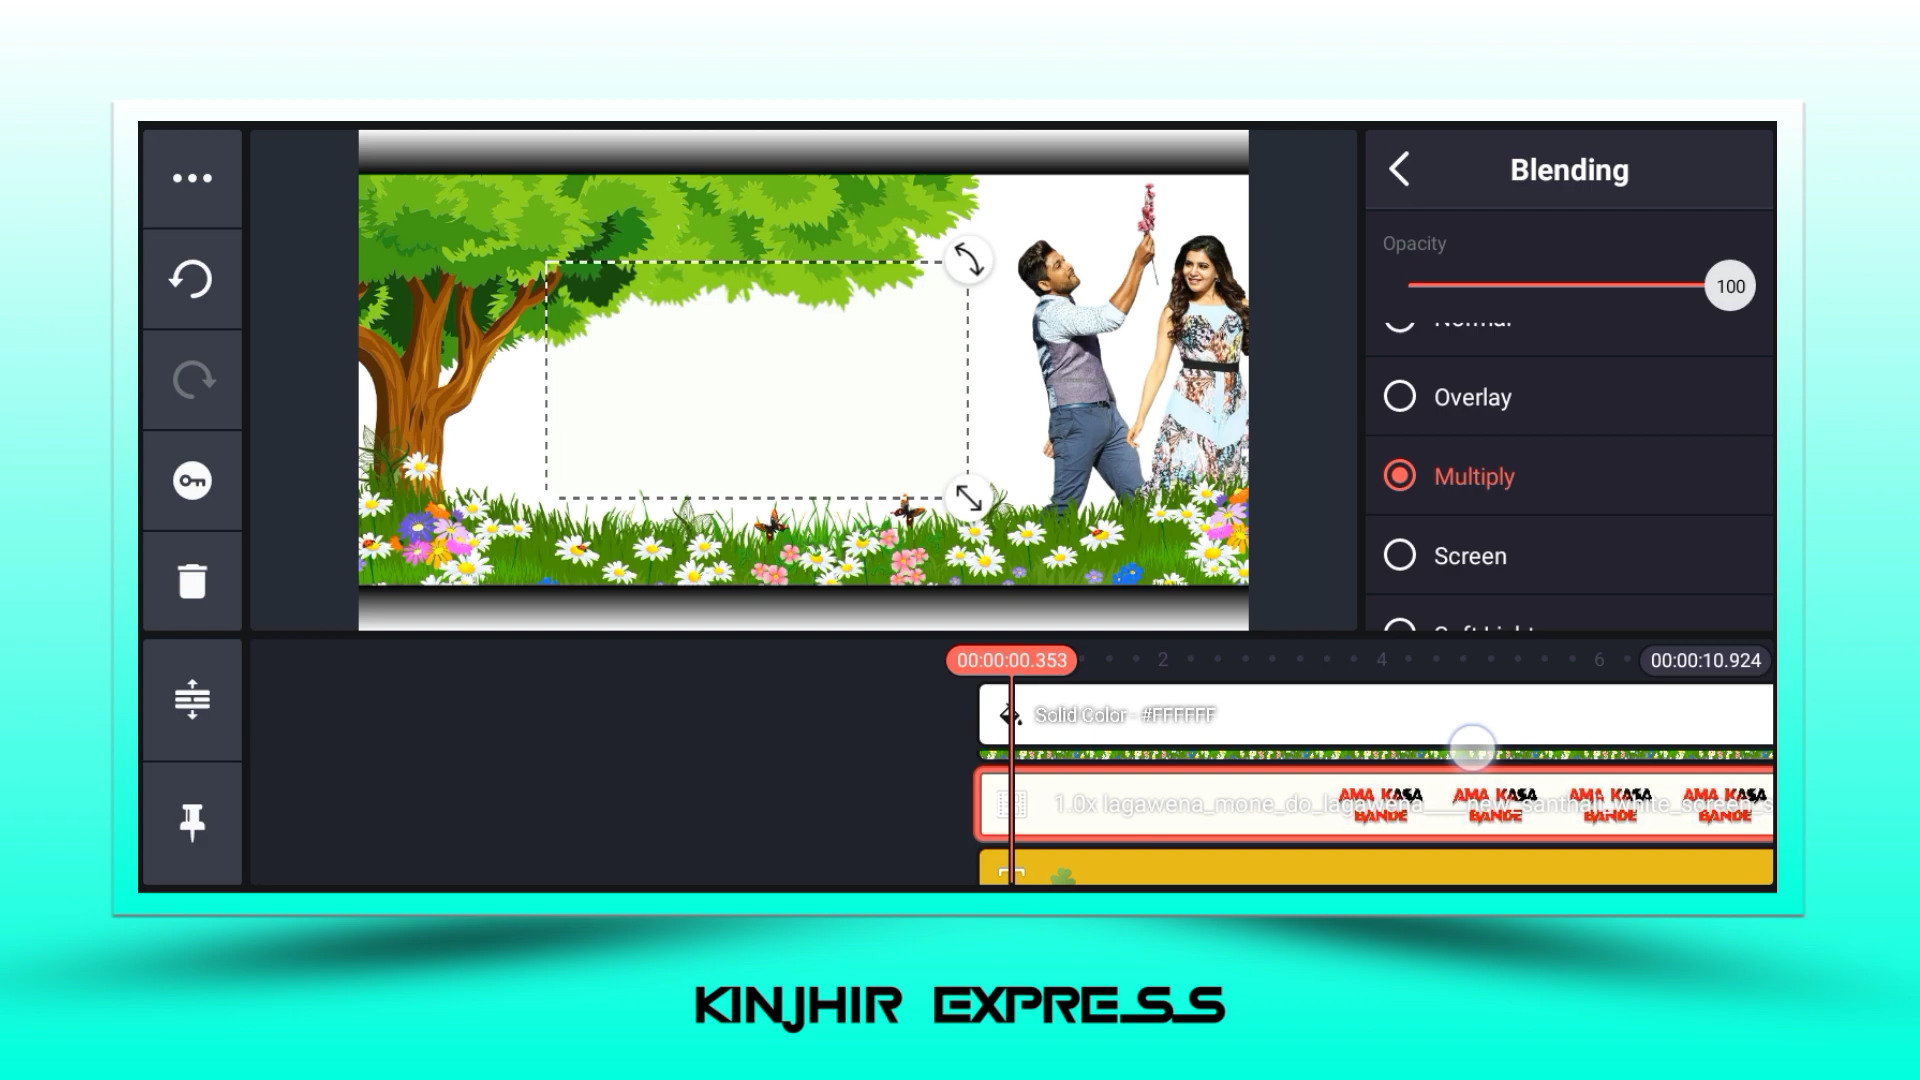 Blending
Opacity
100
Normal
Overlay
Multiply
Screen
Soft Light
00:00:00.353
2
4
6
00:00:10.924
Solid Color - #FFFFFF
1.0x lagawena_mone_do_lagawena____new_santhali_white_screen_s
AMA KASA BANDE
AMA KASA BANDE
AMA KASA BANDE
AMA KASA BANDE
KINJHIR EXPRESS